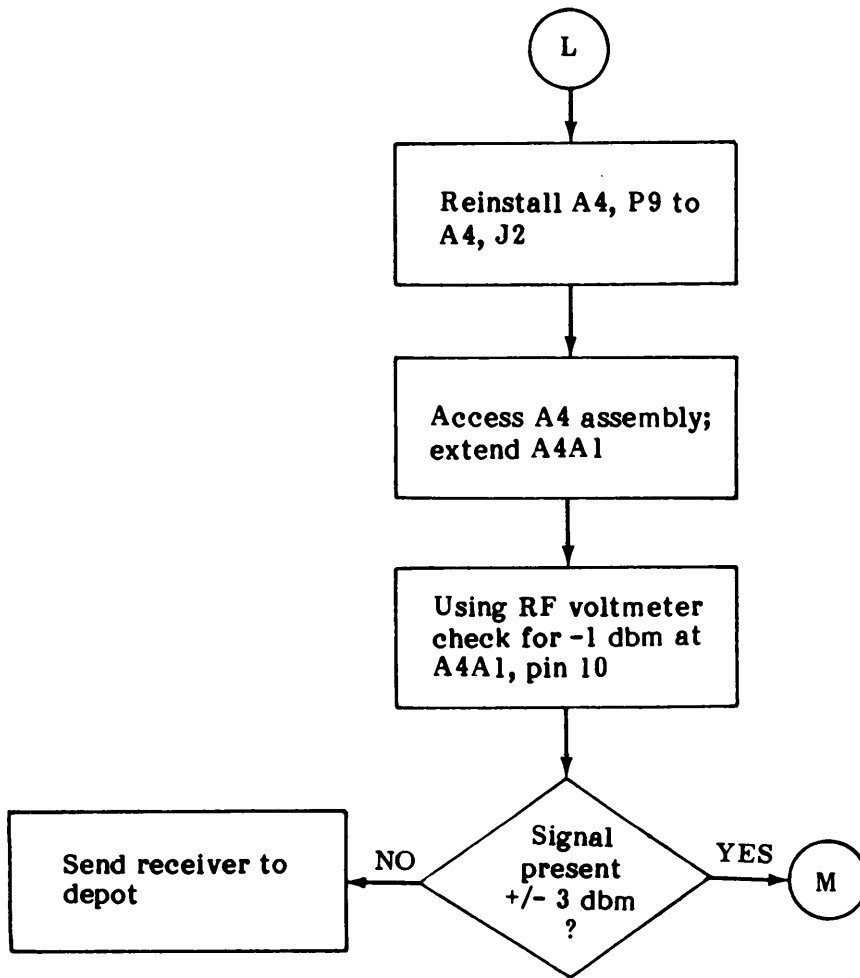 L
Reinstall A4, P9 to
A4, J2
Access A4 assembly;
extend A4A1
Using RF voltmeter
check for -1 dbm at
A4A1, pin 10
Signal
present
+/- 3 dbm
?
NO
YES
Send receiver to
depot
M